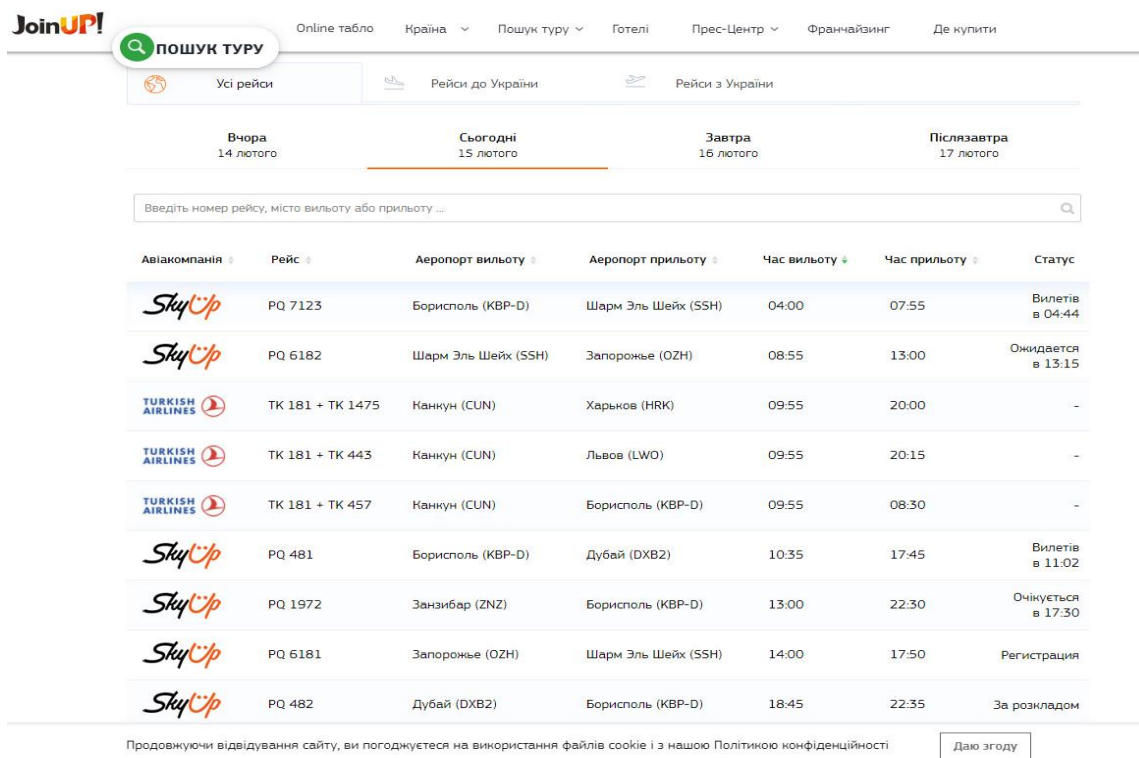 JoinUP!
ПОШУК ТУРУ
Online табло Країна Пошук туру Готелі Прес-Центр Франчайзинг Де купити
Усі рейси Рейси до України Рейси з України
Вчора Сьогодні Завтра Післязавтра
14 лютого 15 лютого 16 лютого 17 лютого
Введіть номер рейсу, місто вильоту або прильоту ...
Авіакомпанія Рейс Аеропорт вильоту Аеропорт прильоту Час вильоту Час прильоту Статус
SkyUp PQ 7123 Борисполь (KBP-D) Шарм Эль Шейх (SSH) 04:00 07:55 Вилетів
в 04:44
SkyUp PQ 6182 Шарм Эль Шейх (SSH) Запорожье (OZH) 08:55 13:00 Ожидается
в 13:15
TURKISH AIRLINES TK 181 + TK 1475 Канкун (CUN) Харьков (HRK) 09:55 20:00 -
TURKISH AIRLINES TK 181 + TK 443 Канкун (CUN) Львов (LWO) 09:55 20:15 -
TURKISH AIRLINES TK 181 + TK 457 Канкун (CUN) Борисполь (KBP-D) 09:55 08:30 -
SkyUp PQ 481 Борисполь (KBP-D) Дубай (DXB2) 10:35 17:45 Вилетів
в 11:02
SkyUp PQ 1972 Занзибар (ZNZ) Борисполь (KBP-D) 13:00 22:30 Очікується
в 17:30
SkyUp PQ 6181 Запорожье (OZH) Шарм Эль Шейх (SSH) 14:00 17:50 Регистрация
SkyUp PQ 482 Дубай (DXB2) Борисполь (KBP-D) 18:45 22:35 За розкладом
Продовжуючи відвідування сайту, ви погоджуєтеся на використання файлів cookie і з нашою Політикою конфіденційності Даю згоду